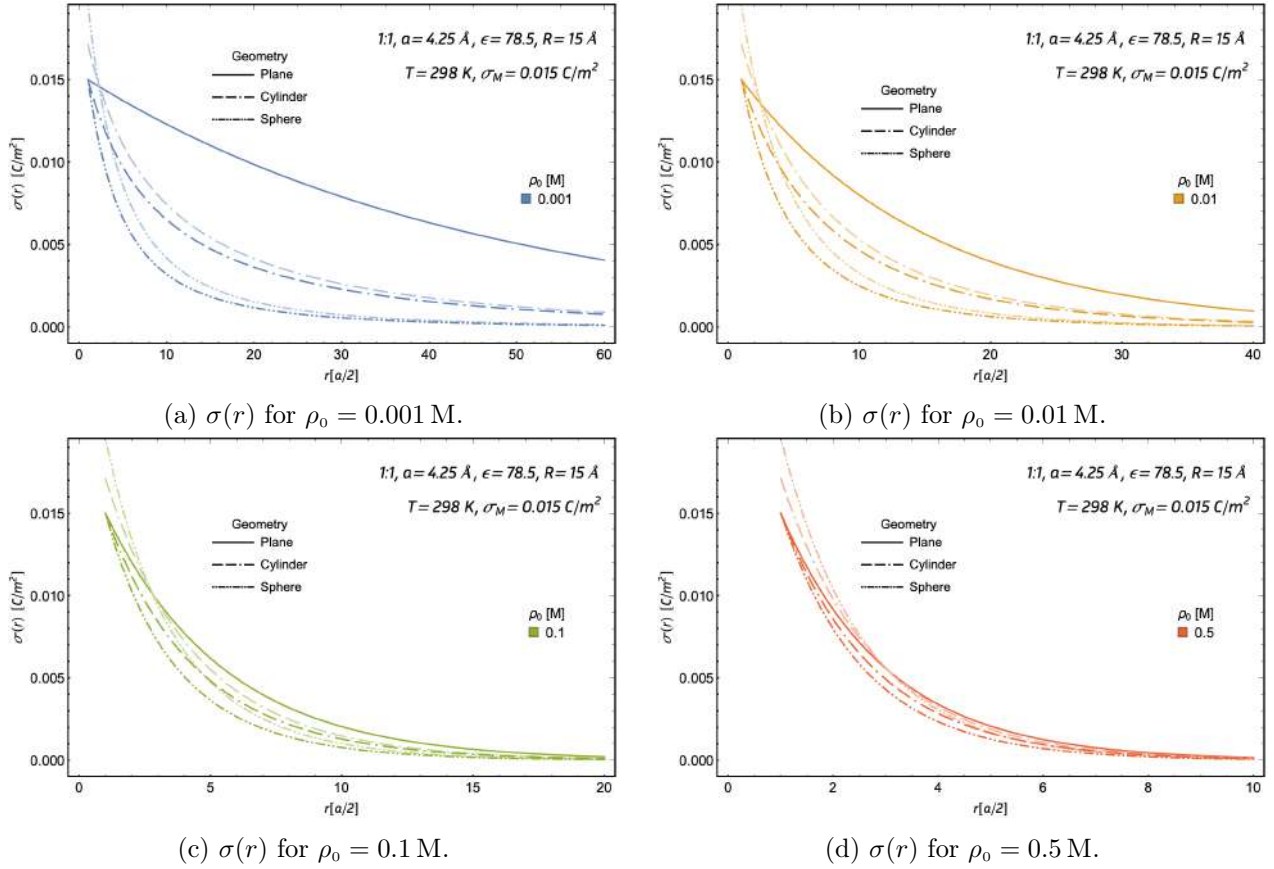 1:1, a = 4.25 Å , ϵ = 78.5, R = 15 Å
T = 298 K, σ_M = 0.015 C/m²
Geometry
Plane
Cylinder
Sphere
ρ₀ [M]
0.001
σ(r) [C/m²]
0.015
0.010
0.005
0.000
0 10 20 30 40 50 60
r[a/2]
(a) σ(r) for ρ₀ = 0.001 M.
1:1, a = 4.25 Å , ϵ = 78.5, R = 15 Å
T = 298 K, σ_M = 0.015 C/m²
Geometry
Plane
Cylinder
Sphere
ρ₀ [M]
0.01
σ(r) [C/m²]
0.015
0.010
0.005
0.000
0 10 20 30 40
r[a/2]
(b) σ(r) for ρ₀ = 0.01 M.
1:1, a = 4.25 Å , ϵ = 78.5, R = 15 Å
T = 298 K, σ_M = 0.015 C/m²
Geometry
Plane
Cylinder
Sphere
ρ₀ [M]
0.1
σ(r) [C/m²]
0.015
0.010
0.005
0.000
0 5 10 15 20
r[a/2]
(c) σ(r) for ρ₀ = 0.1 M.
1:1, a = 4.25 Å , ϵ = 78.5, R = 15 Å
T = 298 K, σ_M = 0.015 C/m²
Geometry
Plane
Cylinder
Sphere
ρ₀ [M]
0.5
σ(r) [C/m²]
0.015
0.010
0.005
0.000
0 2 4 6 8 10
r[a/2]
(d) σ(r) for ρ₀ = 0.5 M.